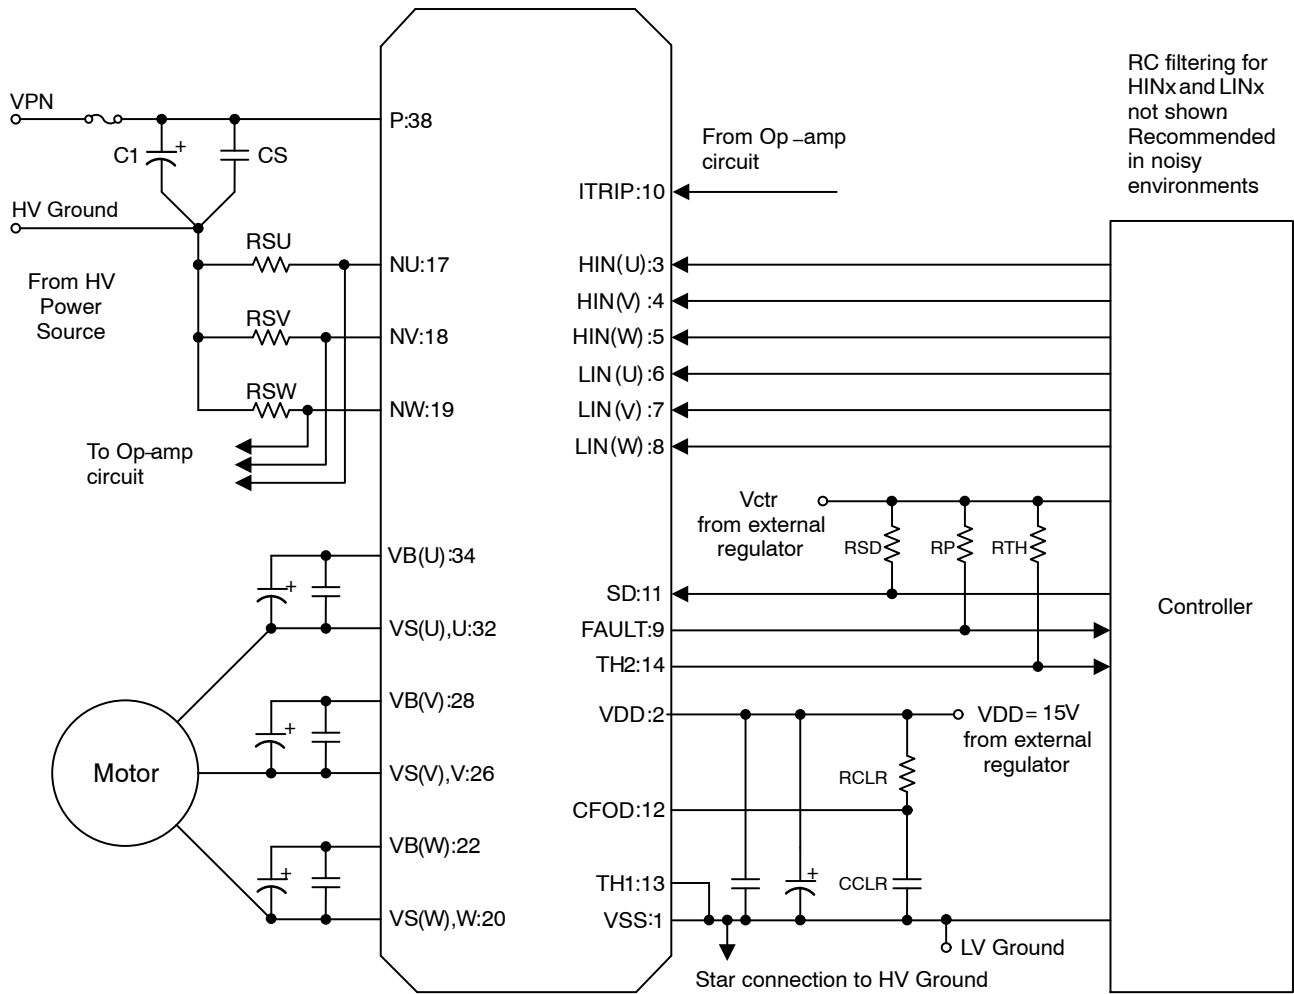 VPN
C1
+
CS
HV Ground
From HV
Power
Source
RSU
RSV
RSW
To Op-amp
circuit
+
+
+
Motor
P:38
NU:17
NV:18
NW:19
VB(U):34
VS(U),U:32
VB(V):28
VS(V),V:26
VB(W):22
VS(W),W:20
ITRIP:10
HIN(U):3
HIN(V) :4
HIN(W):5
LIN(U) :6
LIN(V) :7
LIN(W):8
SD:11
FAULT:9
TH2:14
VDD:2
CFOD:12
TH1:13
VSS:1
From Op-amp
circuit
Vctr
from external
regulator
RSD
RP
RTH
VDD= 15V
from external
regulator
RCLR
+
CCLR
LV Ground
Star connection to HV Ground
RC filtering for
HINx and LINx
not shown.
Recommended
in noisy
environments
Controller